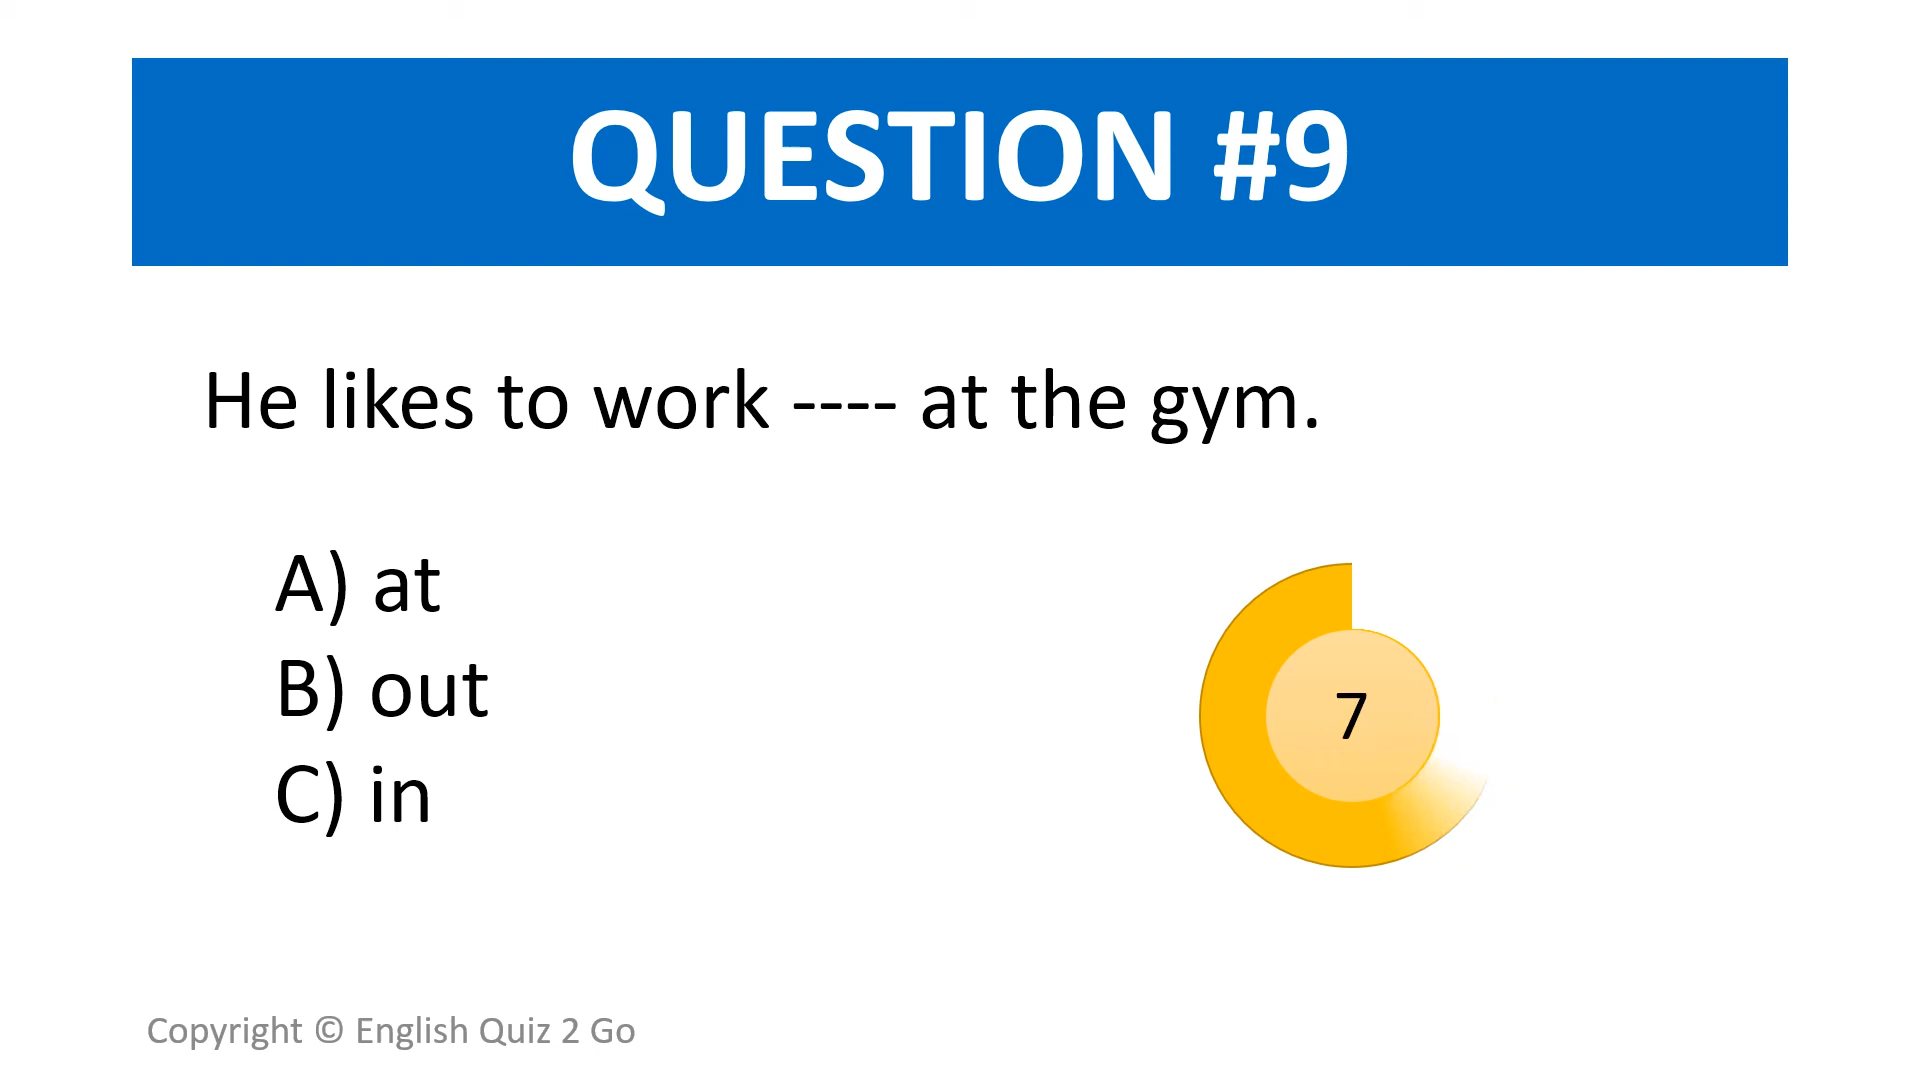 QUESTION #9
He likes to work ---- at the gym.
A) at
B) out
C) in
7
Copyright © English Quiz 2 Go